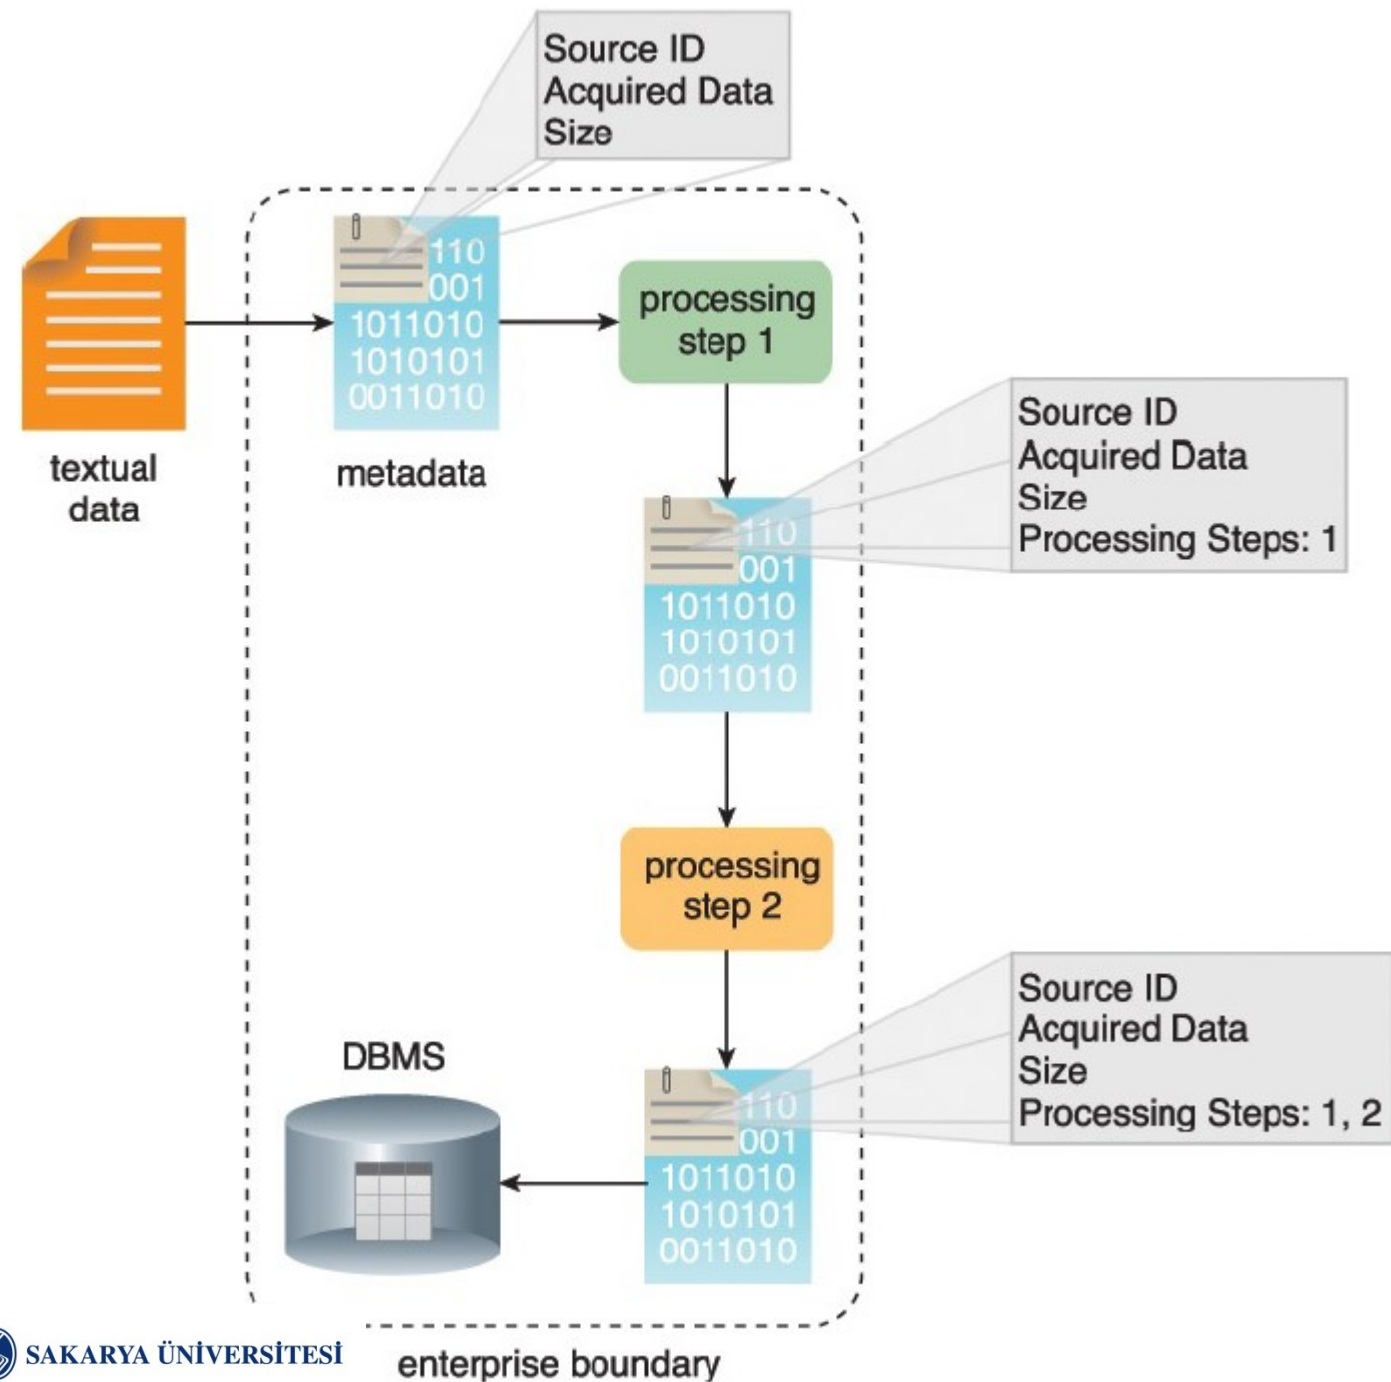 Source ID
Acquired Data
Size
110
001
1011010
1010101
0011010
textual
data
metadata
processing
step 1
Source ID
Acquired Data
Size
Processing Steps: 1
110
001
1011010
1010101
0011010
processing
step 2
Source ID
Acquired Data
Size
Processing Steps: 1, 2
DBMS
110
001
1011010
1010101
0011010
SAKARYA ÜNİVERSİTESİ
enterprise boundary